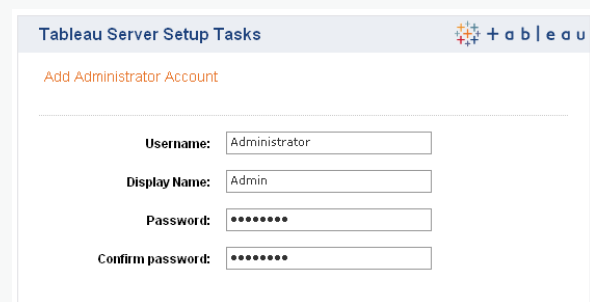 Tableau Server Setup Tasks
+ a b | e a u
Add Administrator Account
Username: Administrator
Display Name: Admin
Password: ●●●●●●●●
Confirm password: ●●●●●●●●